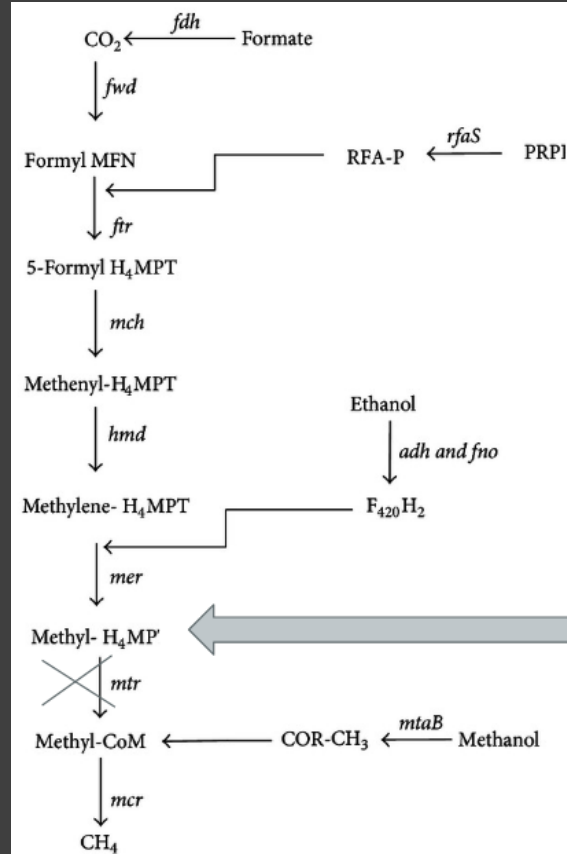 CO₂ fdh Formate
fwd
Formyl MFN RFA-P rfaS PRPP
ftr
5-Formyl H₄MPT
mch
Methenyl-H₄MPT
Ethanol
hmd adh and fno
Methylene- H₄MPT F₄₂₀H₂
mer
Methyl- H₄MP
mtr
Methyl-CoM COR-CH₃ mtaB Methanol
mcr
CH₄